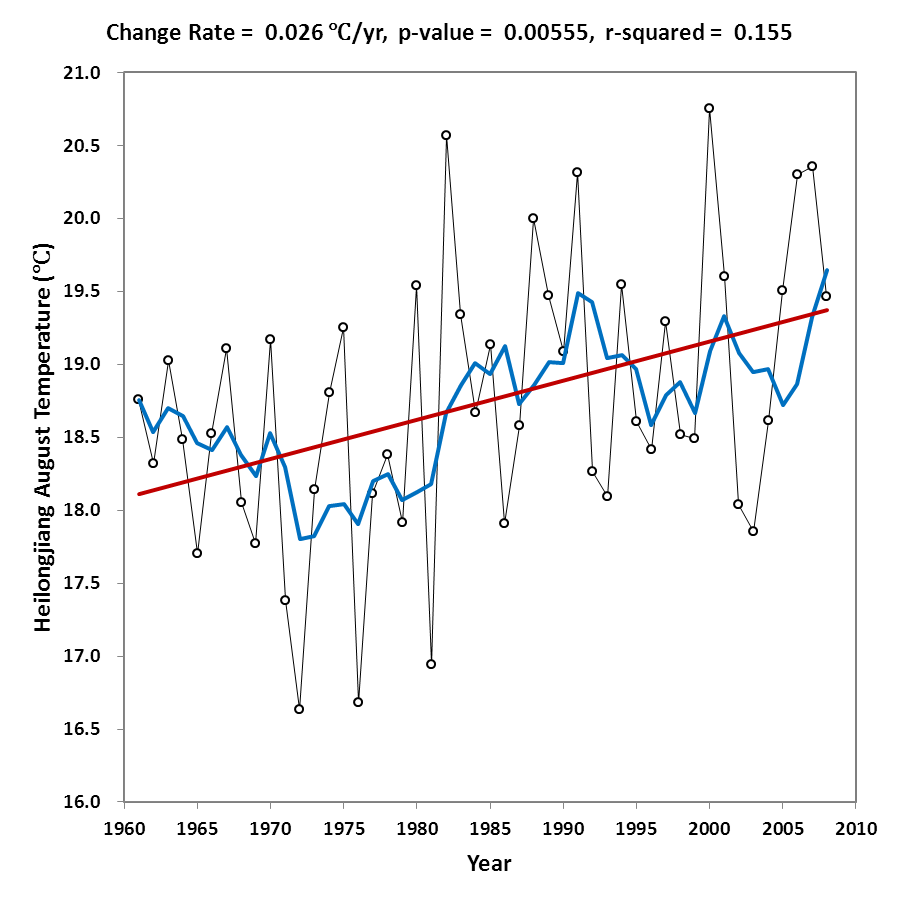 Change Rate = 0.026 ℃/yr, p-value = 0.00555, r-squared = 0.155
21.0
20.5
20.0
19.5
19.0
18.5
18.0
17.5
17.0
16.5
16.0
Heilongjiang August Temperature (℃)
1960 1965 1970 1975 1980 1985 1990 1995 2000 2005 2010
Year